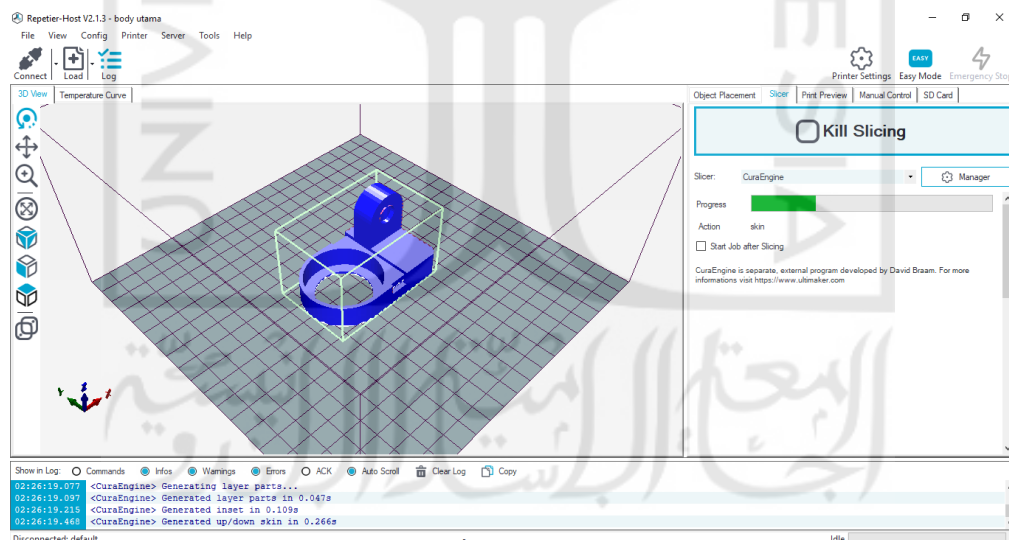 Repetier-Host V2.1.3 - body utama
File View Config Printer Server Tools Help
Connect Load Log Printer Settings Easy Mode Emergency Stop
EASY
3D View Temperature Curve Object Placement Slicer Print Preview Manual Control SD Card
Kill Slicing
Slicer: CuraEngine Manager
Progress
Action skin
Start Job after Slicing
CuraEngine is separate, external program developed by David Braam. For more
informations visit https://www.ultimaker.com
Y Z X
Show in Log: Commands Infos Warnings Errors ACK Auto Scroll Clear Log Copy
02:26:19.077 <CuraEngine> Generating layer parts...
02:26:19.097 <CuraEngine> Generated layer parts in 0.047s
02:26:19.215 <CuraEngine> Generated inset in 0.109s
02:26:19.468 <CuraEngine> Generated up/down skin in 0.266s
Disconnected: default Idle